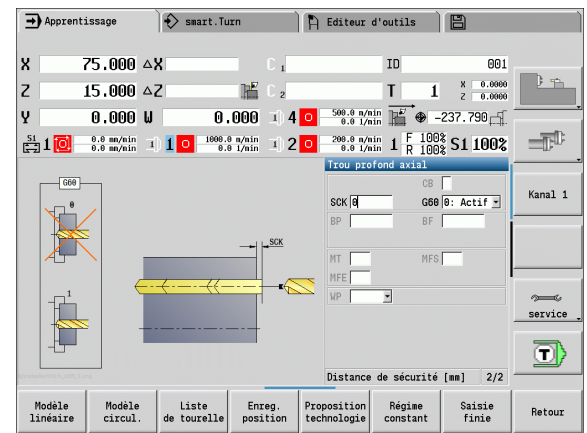 Apprentissage smart.Turn Editeur d'outils
X 75.000 △X C 1 ID 001
Z 15.000 △Z C 2 T 1 X 0.0000
Z 0.0000
Y 0.000 W 0.000 4 500.0 m/min
0.0 1/min -237.790
S1 1 0.0 mm/min
0.0 m/min 1 1000.0 m/min
0.0 1/min 2 200.0 m/min
0.0 1/min 1 F 100%
R 100% S1 100%
Trou profond axial
CB
SCK 0 G60 0: Actif
BP BF
MT MFS
MFE
WP
G60
0
1
SCK
Distance de sécurité [mm] 2/2
Kanal 1
service
T
Modèle linéaire
Modèle circul.
Liste de tourelle
Enreg. position
Proposition technologie
Régime constant
Saisie finie
Retour